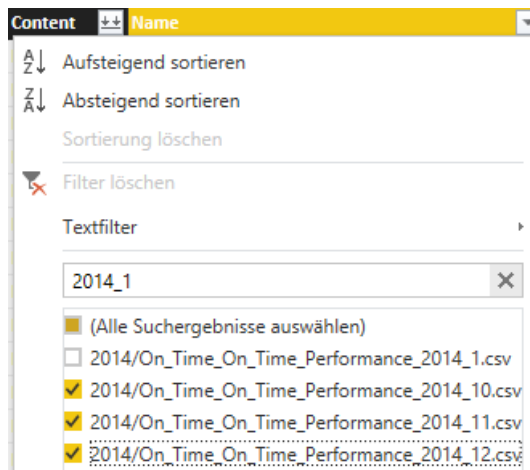 Content Name
Aufsteigend sortieren
Absteigend sortieren
Sortierung löschen
Filter löschen
Textfilter
2014_1
(Alle Suchergebnisse auswählen)
2014/On_Time_On_Time_Performance_2014_1.csv
2014/On_Time_On_Time_Performance_2014_10.csv
2014/On_Time_On_Time_Performance_2014_11.csv
2014/On_Time_On_Time_Performance_2014_12.csv